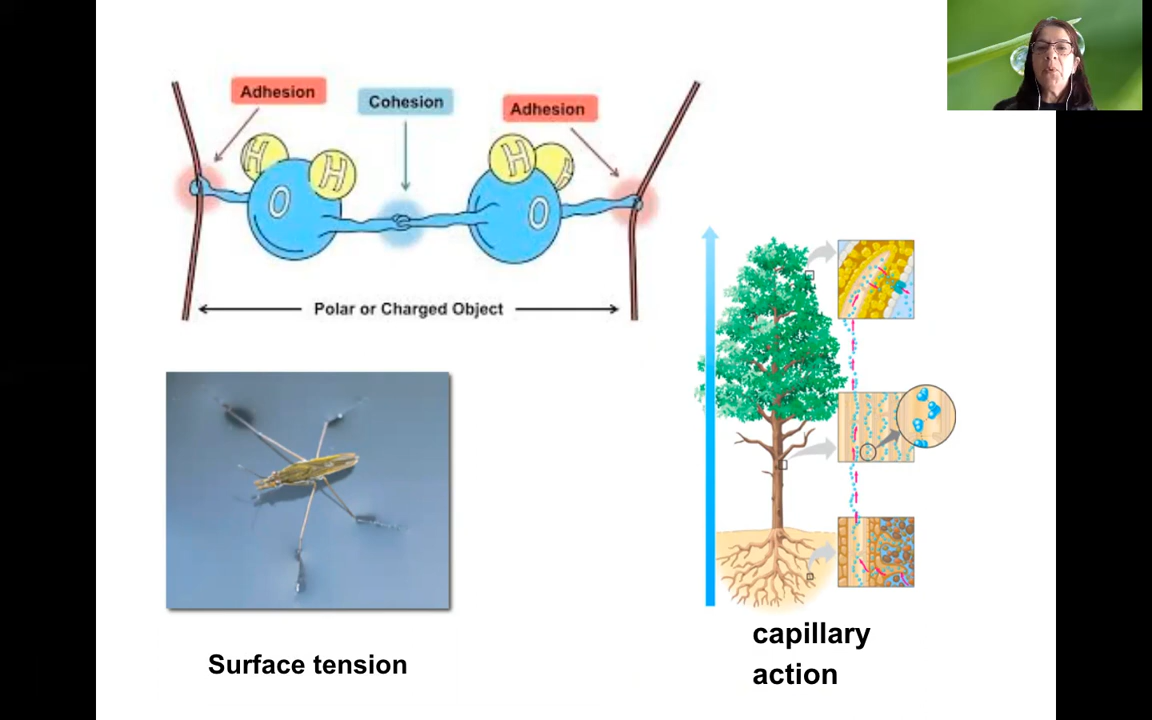 Adhesion
Cohesion
Adhesion
H
H
O
H
H
O
Polar or Charged Object
Surface tension
capillary
action